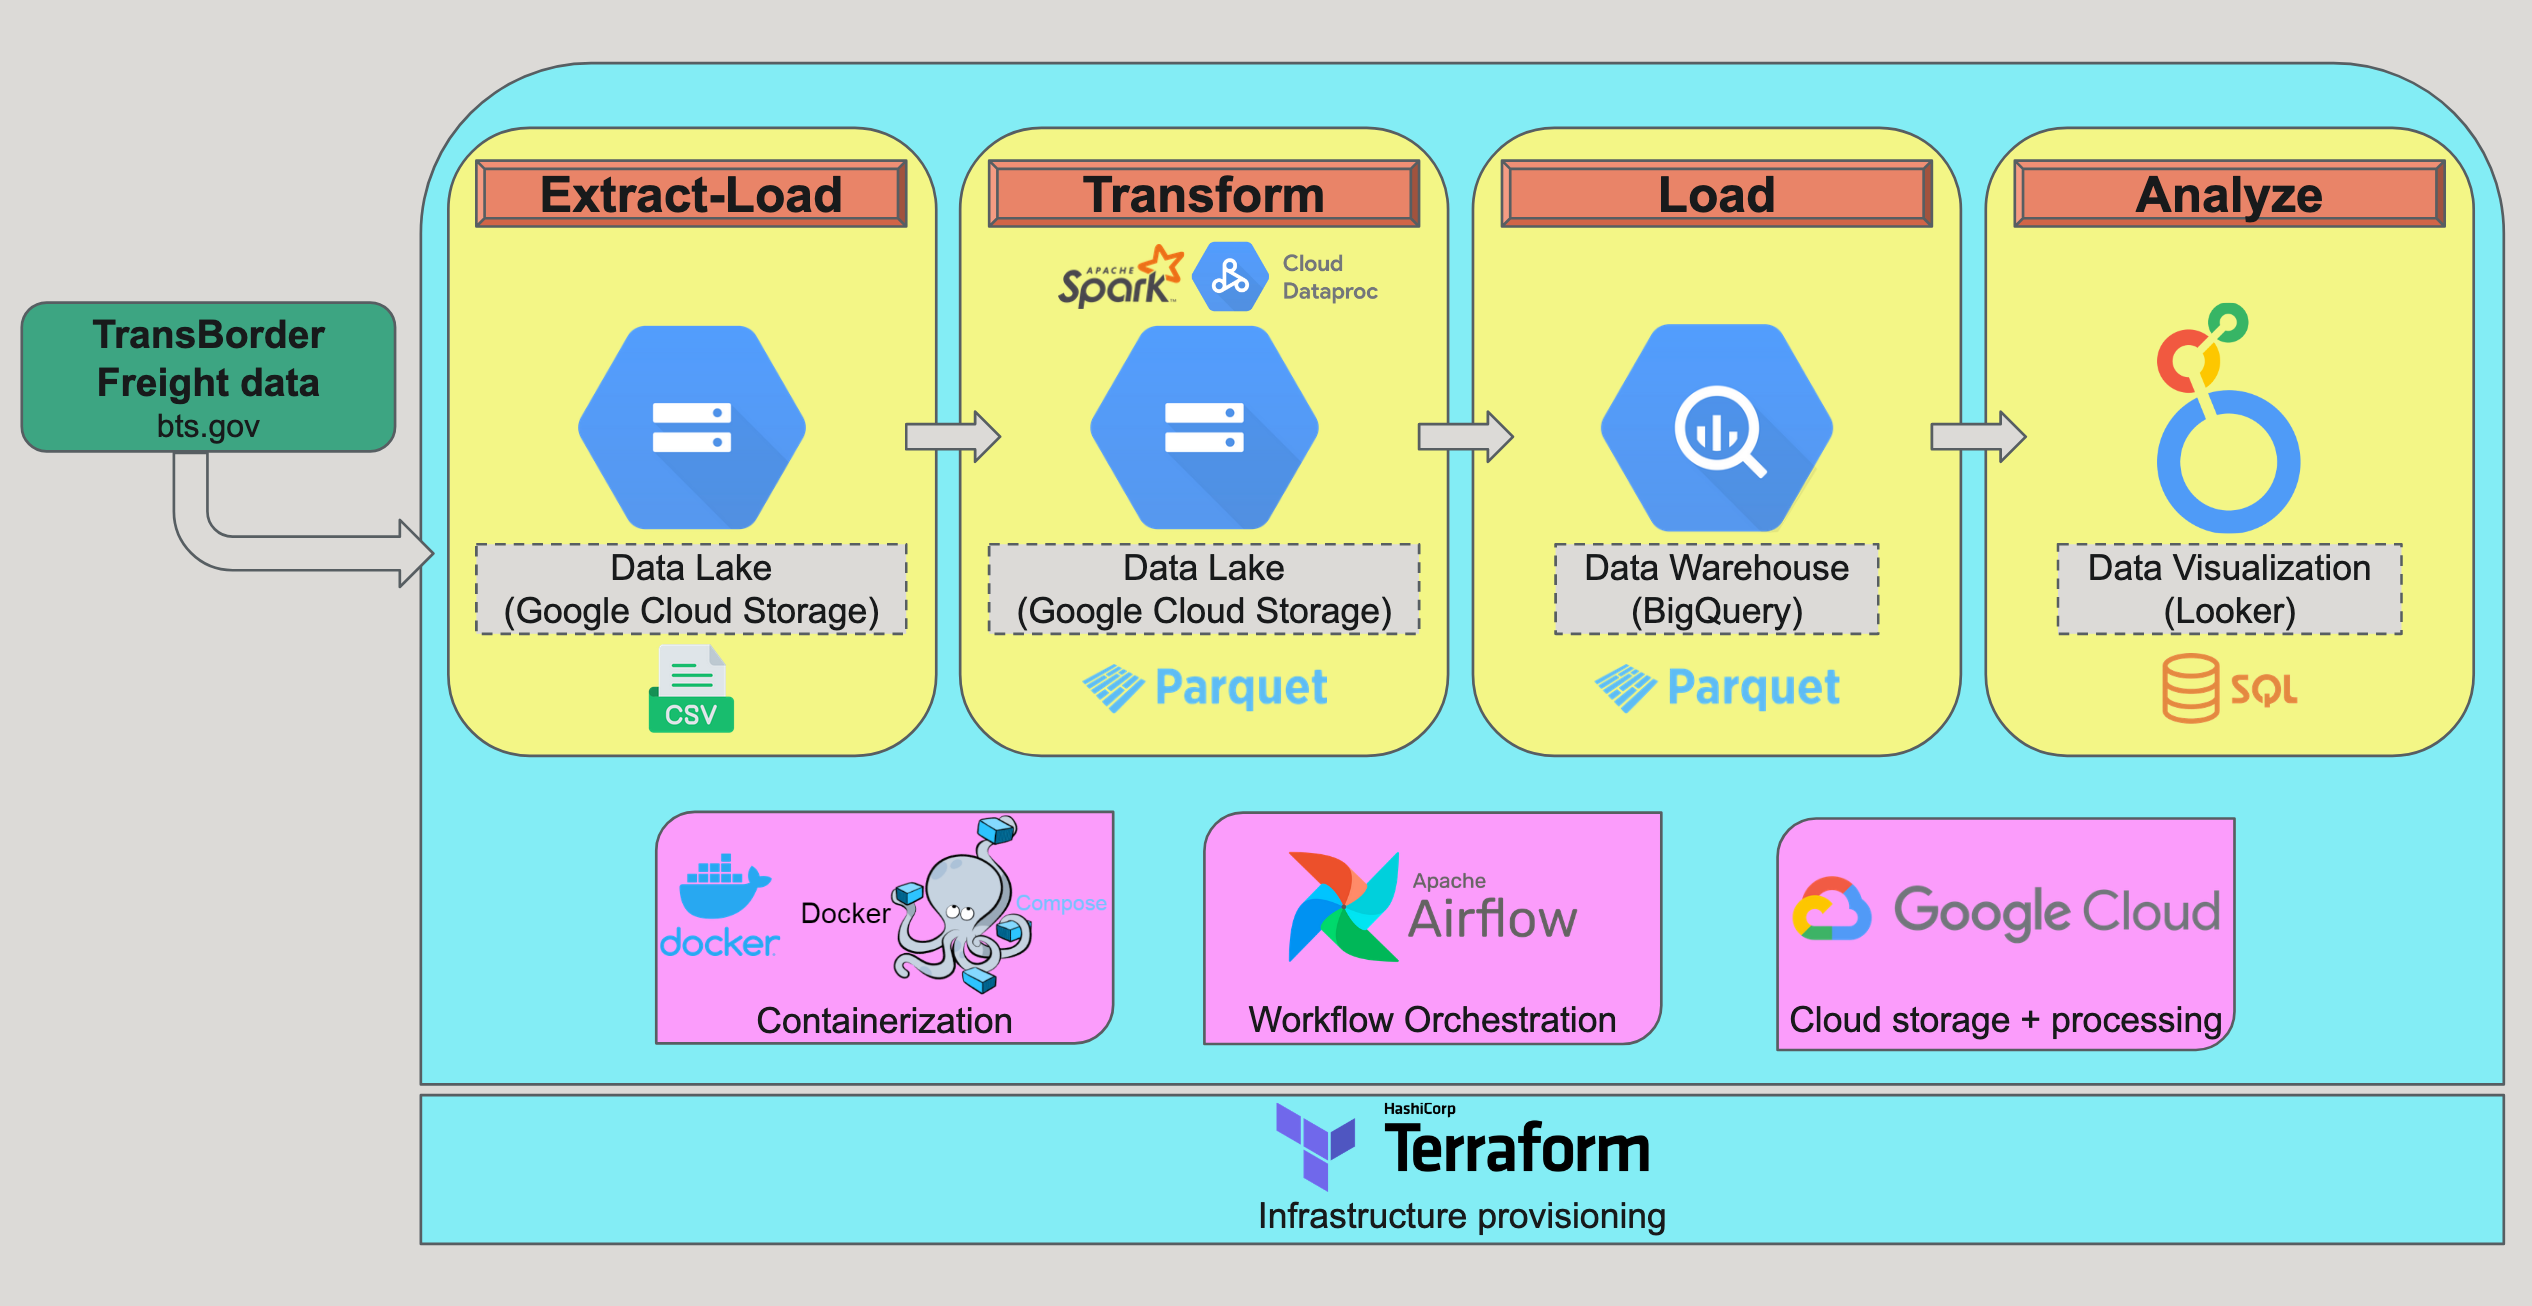 TransBorder
Freight data
bts.gov
Extract-Load
Data Lake
(Google Cloud Storage)
CSV
Transform
APACHE
Spark™
Cloud
Dataproc
Data Lake
(Google Cloud Storage)
Parquet
Load
Data Warehouse
(BigQuery)
Parquet
Analyze
Data Visualization
(Looker)
SQL
docker
Docker
Compose
Containerization
Apache
Airflow
Workflow Orchestration
Google Cloud
Cloud storage + processing
HashiCorp
Terraform
Infrastructure provisioning